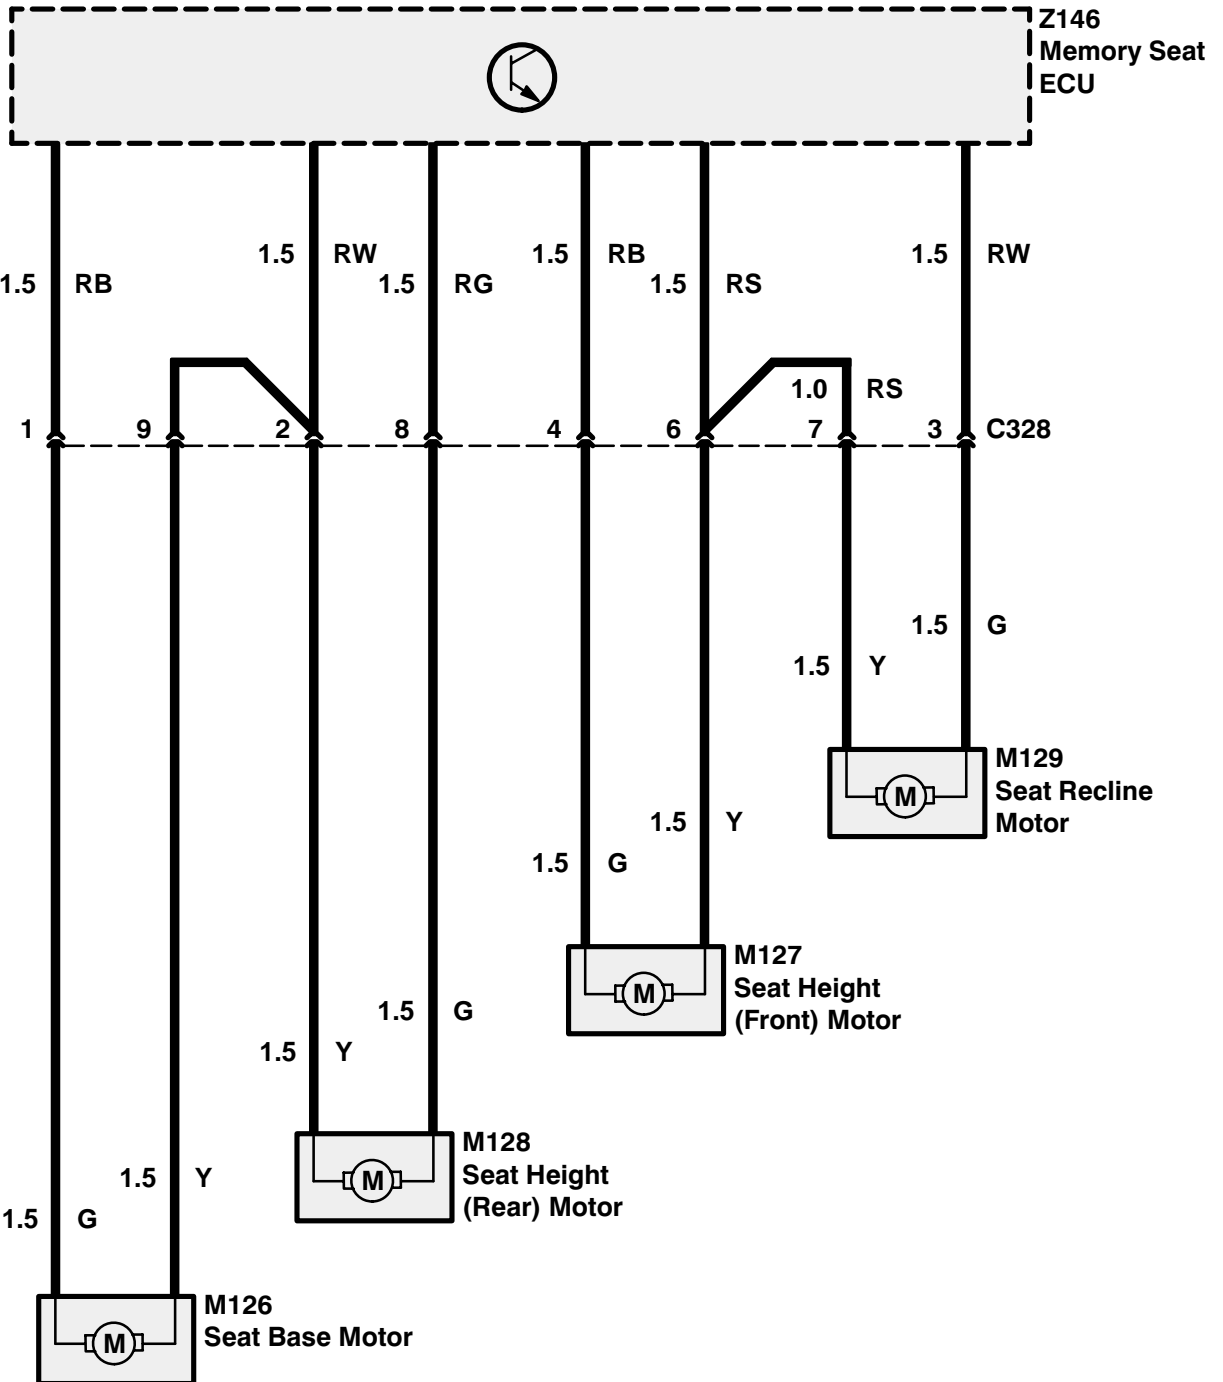 Z146
Memory Seat
ECU
1.5 RW
1.5 RB
1.5 RW
1.5 RB
1.5 RG
1.5 RS
1.0 RS
1 9 2 8 4 6 7 3 C328
1.5 G
1.5 Y
M129
Seat Recline
Motor
M
1.5 Y
1.5 G
M127
Seat Height
(Front) Motor
M
1.5 G
1.5 Y
M128
Seat Height
(Rear) Motor
M
1.5 Y
1.5 G
M126
Seat Base Motor
M